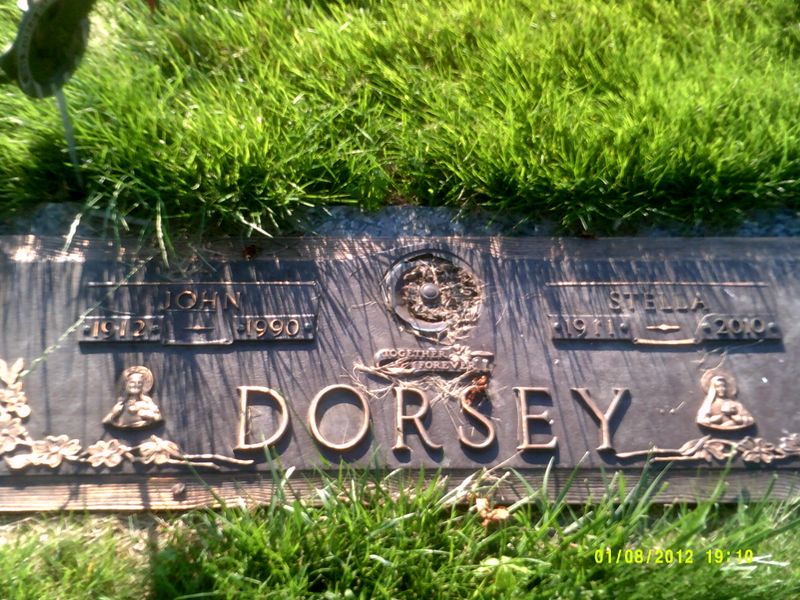 JOHN
1912 1990
STELLA
1911 2010
TOGETHER
FOREVER
DORSEY
01/08/2012 19:10